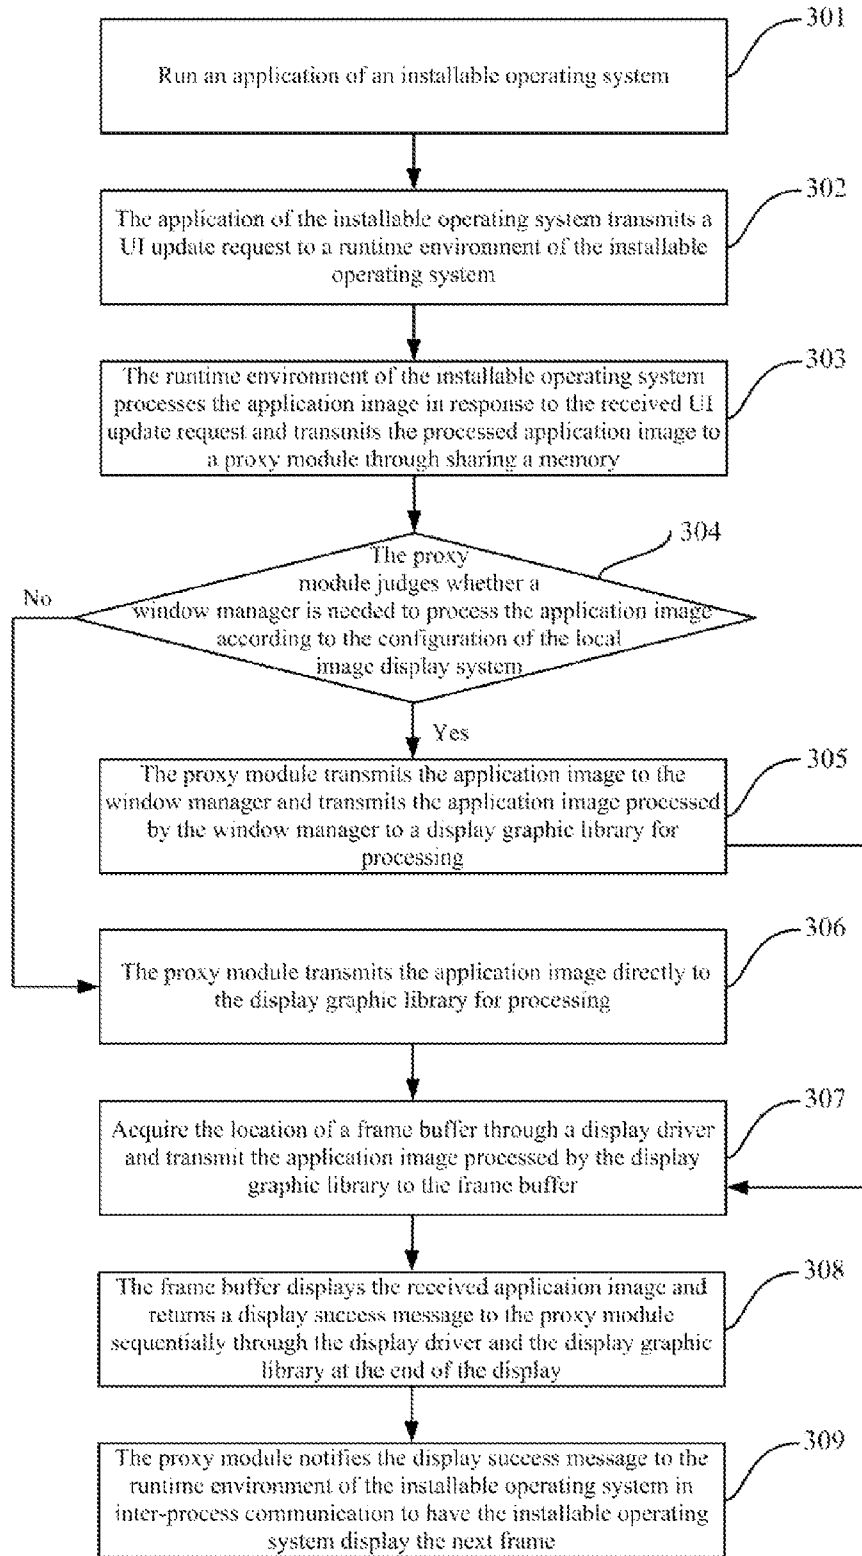 301
Run an application of an installable operating system
302
The application of the installable operating system transmits a
UI update request to a runtime environment of the installable
operating system
303
The runtime environment of the installable operating system
processes the application image in response to the received UI
update request and transmits the processed application image to
a proxy module through sharing a memory
304
The proxy
module judges whether a
window manager is needed to process the application image
according to the configuration of the local
image display system
No
Yes
305
The proxy module transmits the application image to the
window manager and transmits the application image processed
by the window manager to a display graphic library for
processing
306
The proxy module transmits the application image directly to
the display graphic library for processing
307
Acquire the location of a frame buffer through a display driver
and transmit the application image processed by the display
graphic library to the frame buffer
308
The frame buffer displays the received application image and
returns a display success message to the proxy module
sequentially through the display driver and the display graphic
library at the end of the display
309
The proxy module notifies the display success message to the
runtime environment of the installable operating system in
inter-process communication to have the installable operating
system display the next frame